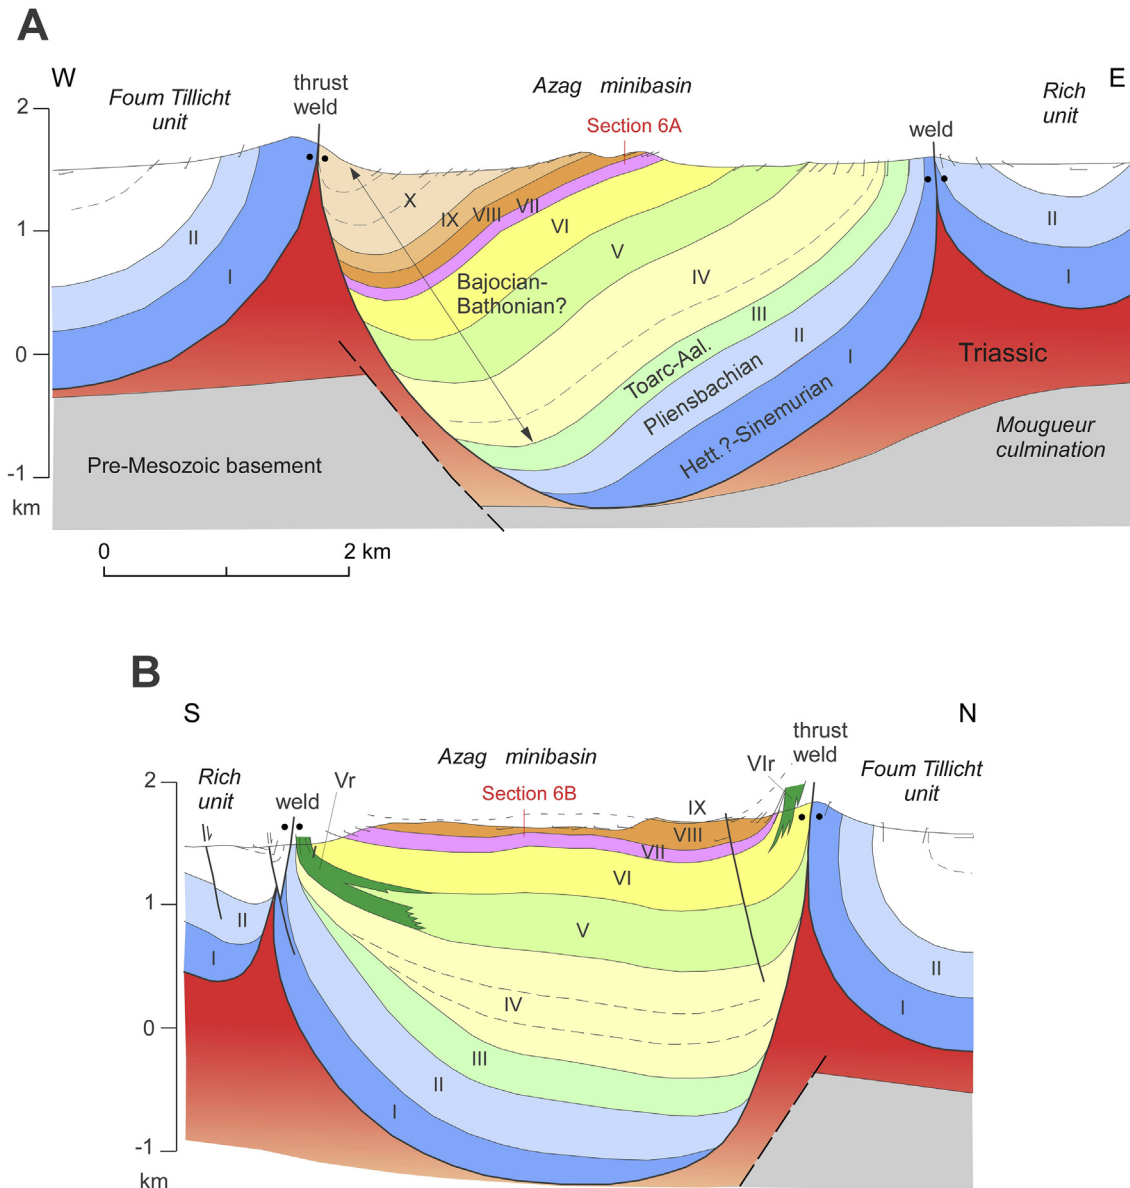 A
W
E
Foum Tillicht
unit
thrust
weld
Azag minibasin
Section 6A
weld
Rich
unit
2
1
0
-1
km
II
I
X
IX
VIII
VII
VI
V
IV
III
II
I
II
I
Bajocian-
Bathonian?
Toarc-Aal.
Pliensbachian
Hett.?-Sinemurian
Triassic
Mougueur
culmination
Pre-Mesozoic basement
0
2 km
B
S
N
Rich
unit
weld
Vr
Azag minibasin
Section 6B
IX
VIr
thrust
weld
Foum Tillicht
unit
2
1
0
-1
km
II
I
VIII
VII
VI
V
IV
III
II
I
II
I